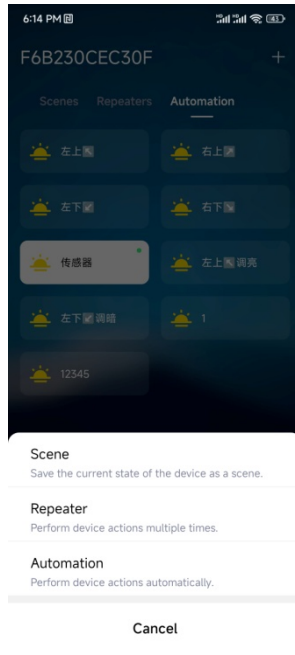 6:14 PM
F6B230CEC30F
Scenes Repeaters Automation
左上↖ 右上↗
左下↙ 右下↘
传感器 左上↖调亮
左下↙调暗 1
12345
Scene
Save the current state of the device as a scene.
Repeater
Perform device actions multiple times.
Automation
Perform device actions automatically.
Cancel